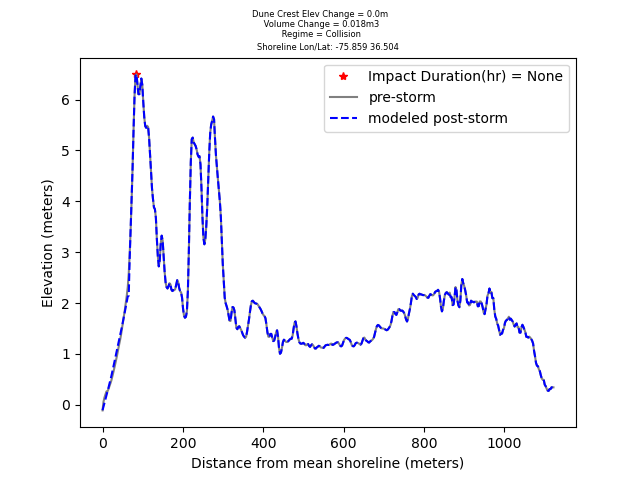 Dune Crest Elev Change = 0.0m
Volume Change = 0.018m3
Regime = Collision
Shoreline Lon/Lat: -75.859 36.504
Impact Duration(hr) = None
pre-storm
modeled post-storm
Elevation (meters)
6
5
4
3
2
1
0
0 200 400 600 800 1000
Distance from mean shoreline (meters)